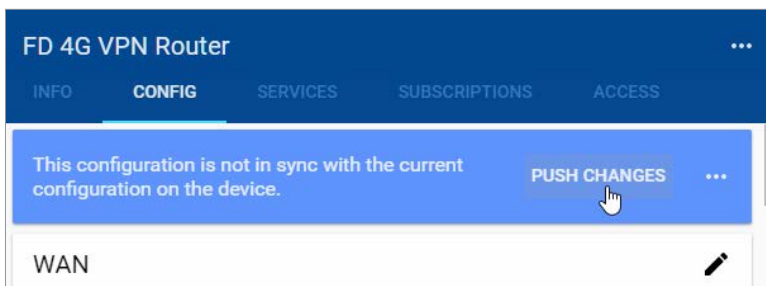 FD 4G VPN Router
INFO CONFIG SERVICES SUBSCRIPTIONS ACCESS
This configuration is not in sync with the current
configuration on the device.
PUSH CHANGES
WAN